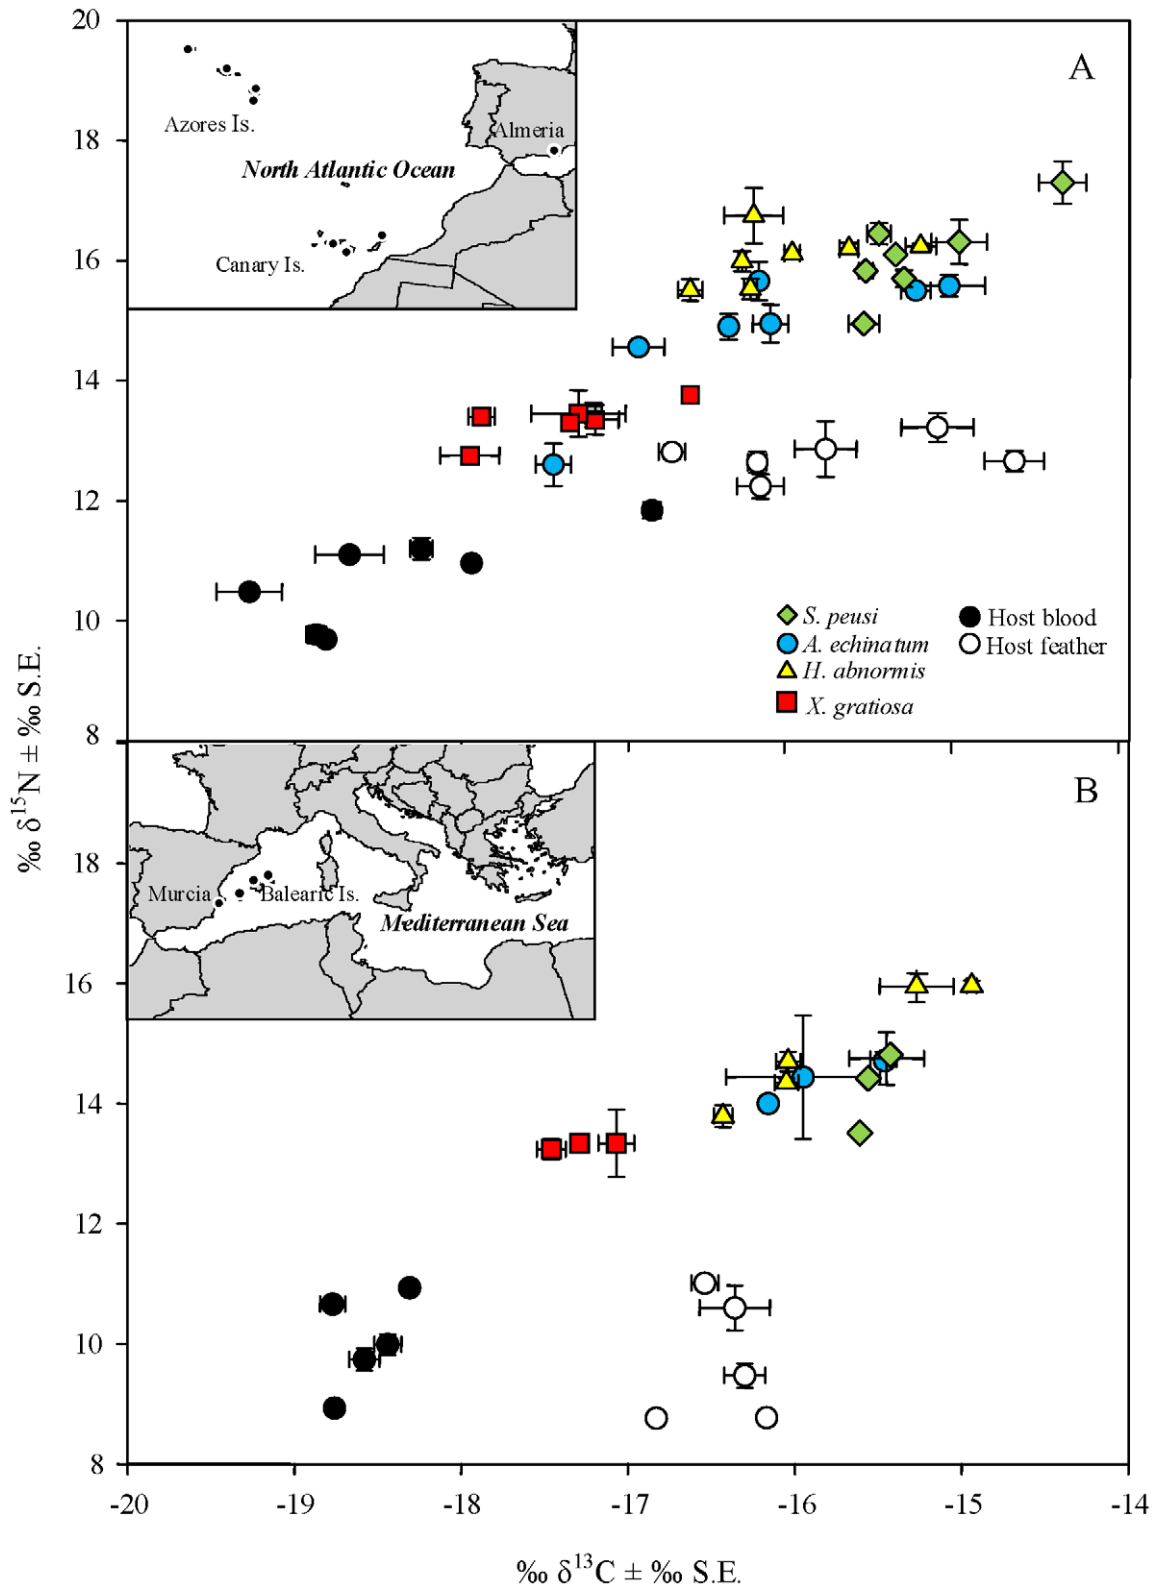 20
A
Azores Is.
Almeria
18
North Atlantic Ocean
Canary Is.
16
14
12
10
S. peusi
A. echinatum
H. abnormis
X. gratiosa
Host blood
Host feather
8
‰ δ¹⁵N ± ‰ S.E.
B
18
Murcia
Balearic Is.
Mediterranean Sea
16
14
12
10
8
-20 -19 -18 -17 -16 -15 -14
‰ δ¹³C ± ‰ S.E.